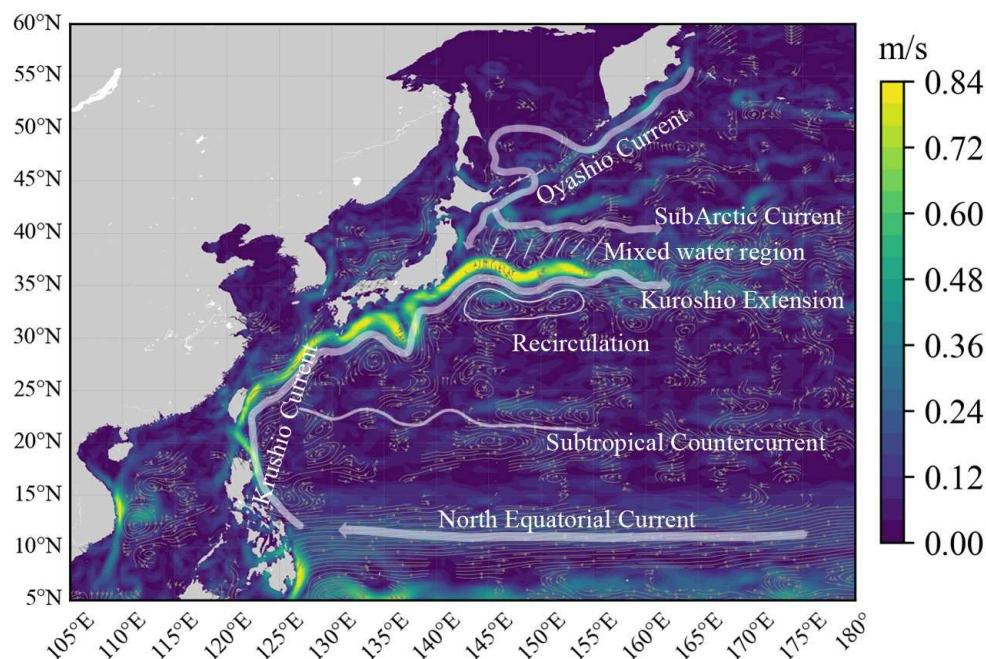 60°N
55°N
50°N
45°N
40°N
35°N
30°N
25°N
20°N
15°N
10°N
5°N
105°E
110°E
115°E
120°E
125°E
130°E
135°E
140°E
145°E
150°E
155°E
160°E
165°E
170°E
175°E
180°
Oyashio Current
SubArctic Current
Mixed water region
Kuroshio Extension
Recirculation
Krushio Current
Subtropical Countercurrent
North Equatorial Current
m/s
0.84
0.72
0.60
0.48
0.36
0.24
0.12
0.00